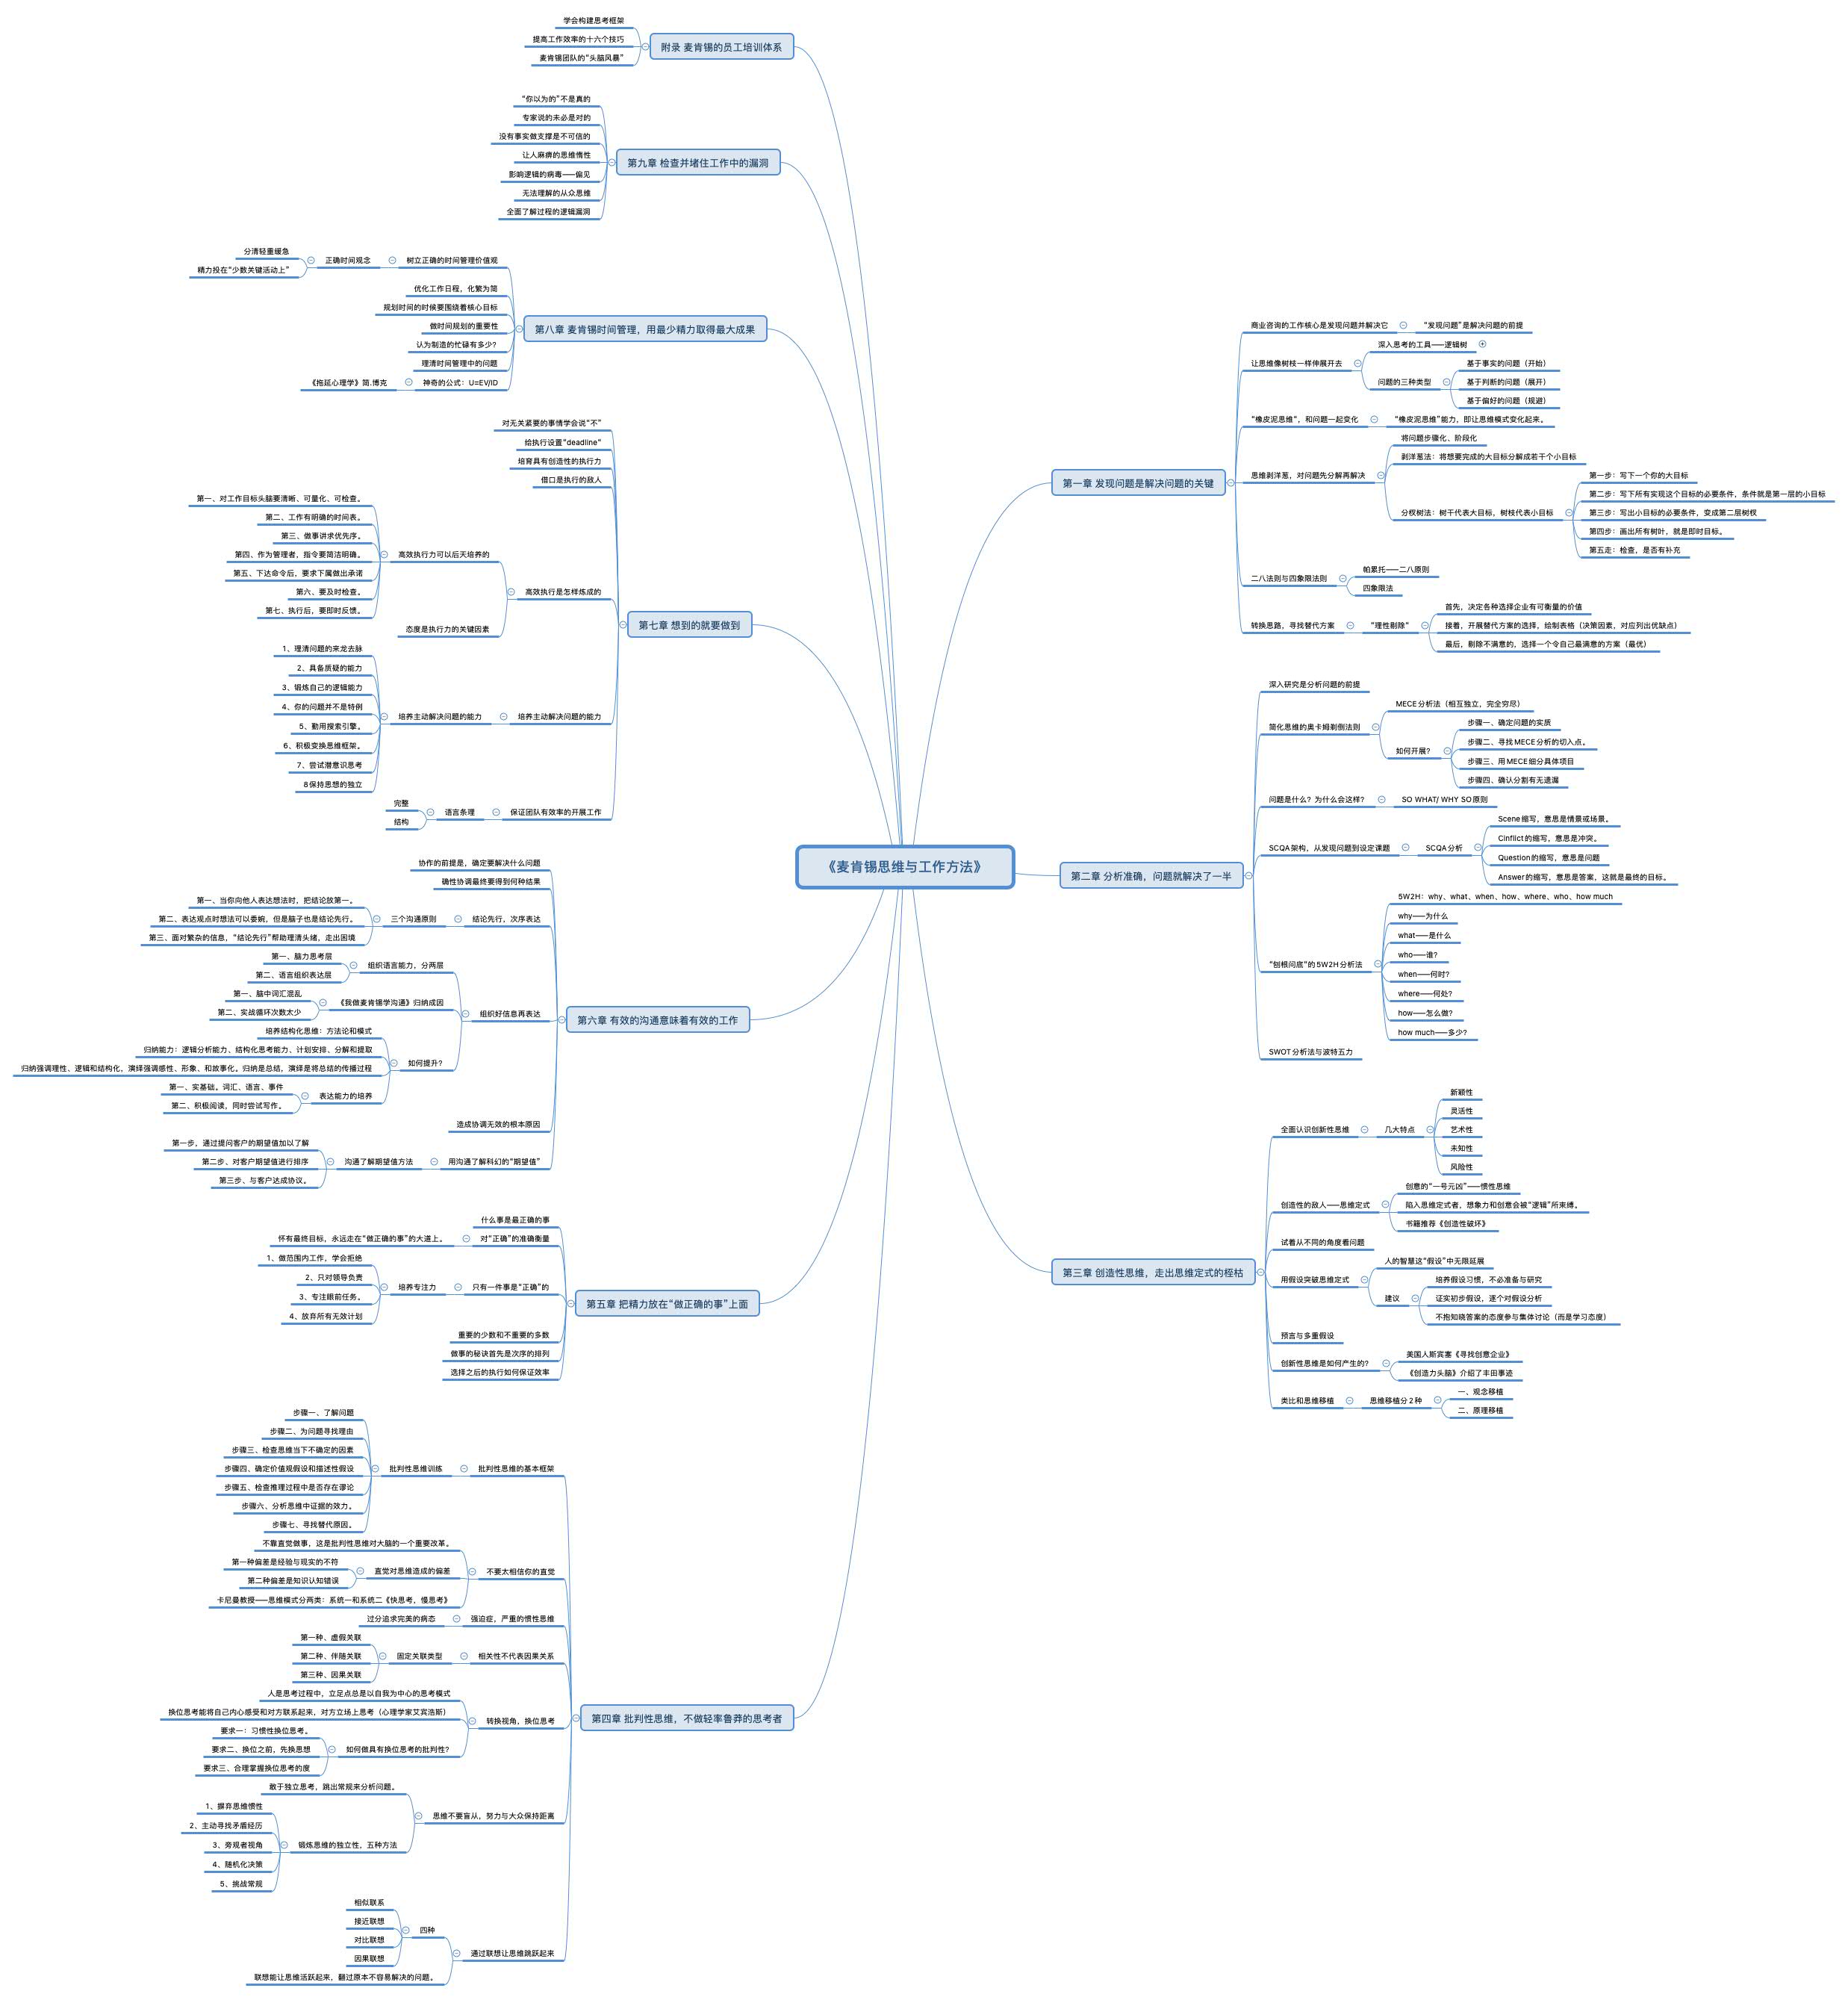 《麦肯锡思维与工作方法》
第一章 发现问题是解决问题的关键
商业咨询的工作核心是发现问题并解决它
“发现问题”是解决问题的前提
让思维像树枝一样伸展开去
深入思考的工具——逻辑树
问题的三种类型
基于事实的问题（开始）
基于判断的问题（展开）
基于偏好的问题（规避）
“橡皮泥思维“，和问题一起变化
“橡皮泥思维”能力，即让思维模式变化起来。
思维剥洋葱，对问题先分解再解决
将问题步骤化、阶段化
剥洋葱法：将想要完成的大目标分解成若干个小目标
分杈树法：树干代表大目标，树枝代表小目标
第一步：写下一个你的大目标
第二步：写下所有实现这个目标的必要条件，条件就是第一层的小目标
第三步：写出小目标的必要条件，变成第二层树杈
第四步：画出所有树叶，就是即时目标。
第五走：检查，是否有补充
二八法则与四象限法则
帕累托——二八原则
四象限法
转换思路，寻找替代方案
“理性剔除”
首先，决定各种选择企业有可衡量的价值
接着，开展替代方案的选择，绘制表格（决策因素，对应列出优缺点）
最后，剔除不满意的，选择一个令自己最满意的方案（最优）
第二章 分析准确，问题就解决了一半
深入研究是分析问题的前提
简化思维的奥卡姆剃倒法则
MECE分析法（相互独立，完全穷尽）
如何开展？
步骤一、确定问题的实质
步骤二、寻找MECE分析的切入点。
步骤三、用MECE细分具体项目
步骤四、确认分割有无遗漏
问题是什么？为什么会这样？
SO WHAT/ WHY SO原则
SCQA架构，从发现问题到设定课题
SCQA分析
Scene缩写，意思是情景或场景。
Cinflict的缩写，意思是冲突。
Question的缩写，意思是问题
Answer的缩写，意思是答案，这就是最终的目标。
“刨根问底”的5W2H分析法
5W2H：why、what、when、how、where、who、how much
why——为什么
what——是什么
who——谁?
when——何时?
where——何处?
how——怎么做?
how much——多少?
SWOT分析法与波特五力
第三章 创造性思维，走出思维定式的桎枯
全面认识创新性思维
几大特点
新颖性
灵活性
艺术性
未知性
风险性
创造性的敌人——思维定式
创意的“一号元凶”——惯性思维
陷入思维定式者，想象力和创意会被“逻辑”所束缚。
书籍推荐《创造性破坏》
试着从不同的角度看问题
用假设突破思维定式
人的智慧这“假设”中无限延展
建议
培养假设习惯，不必准备与研究
证实初步假设，逐个对假设分析
不抱知晓答案的态度参与集体讨论（而是学习态度）
预言与多重假设
创新性思维是如何产生的？
美国人斯宾塞《寻找创意企业》
《创造力头脑》介绍了丰田事迹
类比和思维移植
思维移植分2种
一、观念移植
二、原理移植
附录 麦肯锡的员工培训体系
学会构建思考框架
提高工作效率的十六个技巧
麦肯锡团队的“头脑风暴”
第九章 检查并堵住工作中的漏洞
“你以为的”不是真的
专家说的未必是对的
没有事实做支撑是不可信的
让人麻痹的思维惰性
影响逻辑的病毒——偏见
无法理解的从众思维
全面了解过程的逻辑漏洞
第八章 麦肯锡时间管理，用最少精力取得最大成果
树立正确的时间管理价值观
正确时间观念
分清轻重缓急
精力投在“少数关键活动上”
优化工作日程，化繁为简
规划时间的时候要围绕着核心目标
做时间规划的重要性
认为制造的忙碌有多少？
理清时间管理中的问题
神奇的公式：U=EV/ID
《拖延心理学》简.博克
第七章 想到的就要做到
对无关紧要的事情学会说“不”
给执行设置“deadline”
培育具有创造性的执行力
借口是执行的敌人
高效执行是怎样炼成的
高效执行力可以后天培养的
第一、对工作目标头脑要清晰、可量化、可检查。
第二、工作有明确的时间表。
第三、做事讲求优先序。
第四、作为管理者，指令要简洁明确。
第五、下达命令后，要求下属做出承诺
第六、要及时检查。
第七、执行后，要即时反馈。
态度是执行力的关键因素
培养主动解决问题的能力
培养主动解决问题的能力
1、理清问题的来龙去脉
2、具备质疑的能力
3、锻炼自己的逻辑能力
4、你的问题并不是特例
5、勤用搜索引擎。
6、积极变换思维框架。
7、尝试潜意识思考
8保持思想的独立
保证团队有效率的开展工作
语言条理
完整
结构
第六章 有效的沟通意味着有效的工作
协作的前提是，确定要解决什么问题
确性协调最终要得到何种结果
结论先行，次序表达
三个沟通原则
第一、当你向他人表达想法时，把结论放第一。
第二、表达观点时想法可以委婉，但是脑子也是结论先行。
第三、面对繁杂的信息，“结论先行”帮助理清头绪，走出困境
组织好信息再表达
组织语言能力，分两层
第一、脑力思考层
第二、语言组织表达层
《我做麦肯锡学沟通》归纳成因
第一、脑中词汇混乱
第二、实战循环次数太少
如何提升？
培养结构化思维：方法论和模式
归纳能力：逻辑分析能力、结构化思考能力、计划安排、分解和提取
归纳强调理性、逻辑和结构化，演绎强调感性、形象、和故事化。归纳是总结，演绎是将总结的传播过程
表达能力的培养
第一、实基础。词汇、语言、事件
第二、积极阅读，同时尝试写作。
造成协调无效的根本原因
用沟通了解科幻的“期望值”
沟通了解期望值方法
第一步，通过提问客户的期望值加以了解
第二步、对客户期望值进行排序
第三步、与客户达成协议。
第五章 把精力放在“做正确的事”上面
什么事是最正确的事
对“正确”的准确衡量
怀有最终目标，永远走在“做正确的事”的大道上。
只有一件事是“正确”的
培养专注力
1、做范围内工作，学会拒绝
2、只对领导负责
3、专注眼前任务。
4、放弃所有无效计划
重要的少数和不重要的多数
做事的秘诀首先是次序的排列
选择之后的执行如何保证效率
第四章 批判性思维，不做轻率鲁莽的思考者
批判性思维的基本框架
批判性思维训练
步骤一、了解问题
步骤二、为问题寻找理由
步骤三、检查思维当下不确定的因素
步骤四、确定价值观假设和描述性假设
步骤五、检查推理过程中是否存在谬论
步骤六、分析思维中证据的效力。
步骤七、寻找替代原因。
不要太相信你的直觉
不靠直觉做事，这是批判性思维对大脑的一个重要改革。
直觉对思维造成的偏差
第一种偏差是经验与现实的不符
第二种偏差是知识认知错误
卡尼曼教授——思维模式分两类：系统一和系统二《快思考，慢思考》
强迫症，严重的惯性思维
过分追求完美的病态
相关性不代表因果关系
固定关联类型
第一种、虚假关联
第二种、伴随关联
第三种、因果关联
转换视角，换位思考
人是思考过程中，立足点总是以自我为中心的思考模式
换位思考能将自己内心感受和对方联系起来，对方立场上思考（心理学家艾宾浩斯）
如何做具有换位思考的批判性？
要求一：习惯性换位思考。
要求二、换位之前，先换思想
要求三、合理掌握换位思考的度
思维不要盲从，努力与大众保持距离
敢于独立思考，跳出常规来分析问题。
锻炼思维的独立性，五种方法
1、摒弃思维惯性
2、主动寻找矛盾经历
3、旁观者视角
4、随机化决策
5、挑战常规
通过联想让思维跳跃起来
四种
相似联系
接近联想
对比联想
因果联想
联想能让思维活跃起来，翻过原本不容易解决的问题。